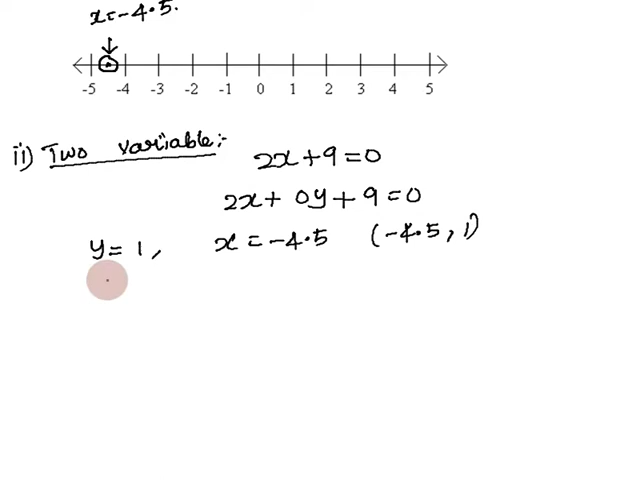 x=-4.5.
-5 -4 -3 -2 -1 0 1 2 3 4 5
ii) Two variable:-
2x+9=0
2x+ 0y+9=0
y= 1, x=-4.5 (-4.5, 1)